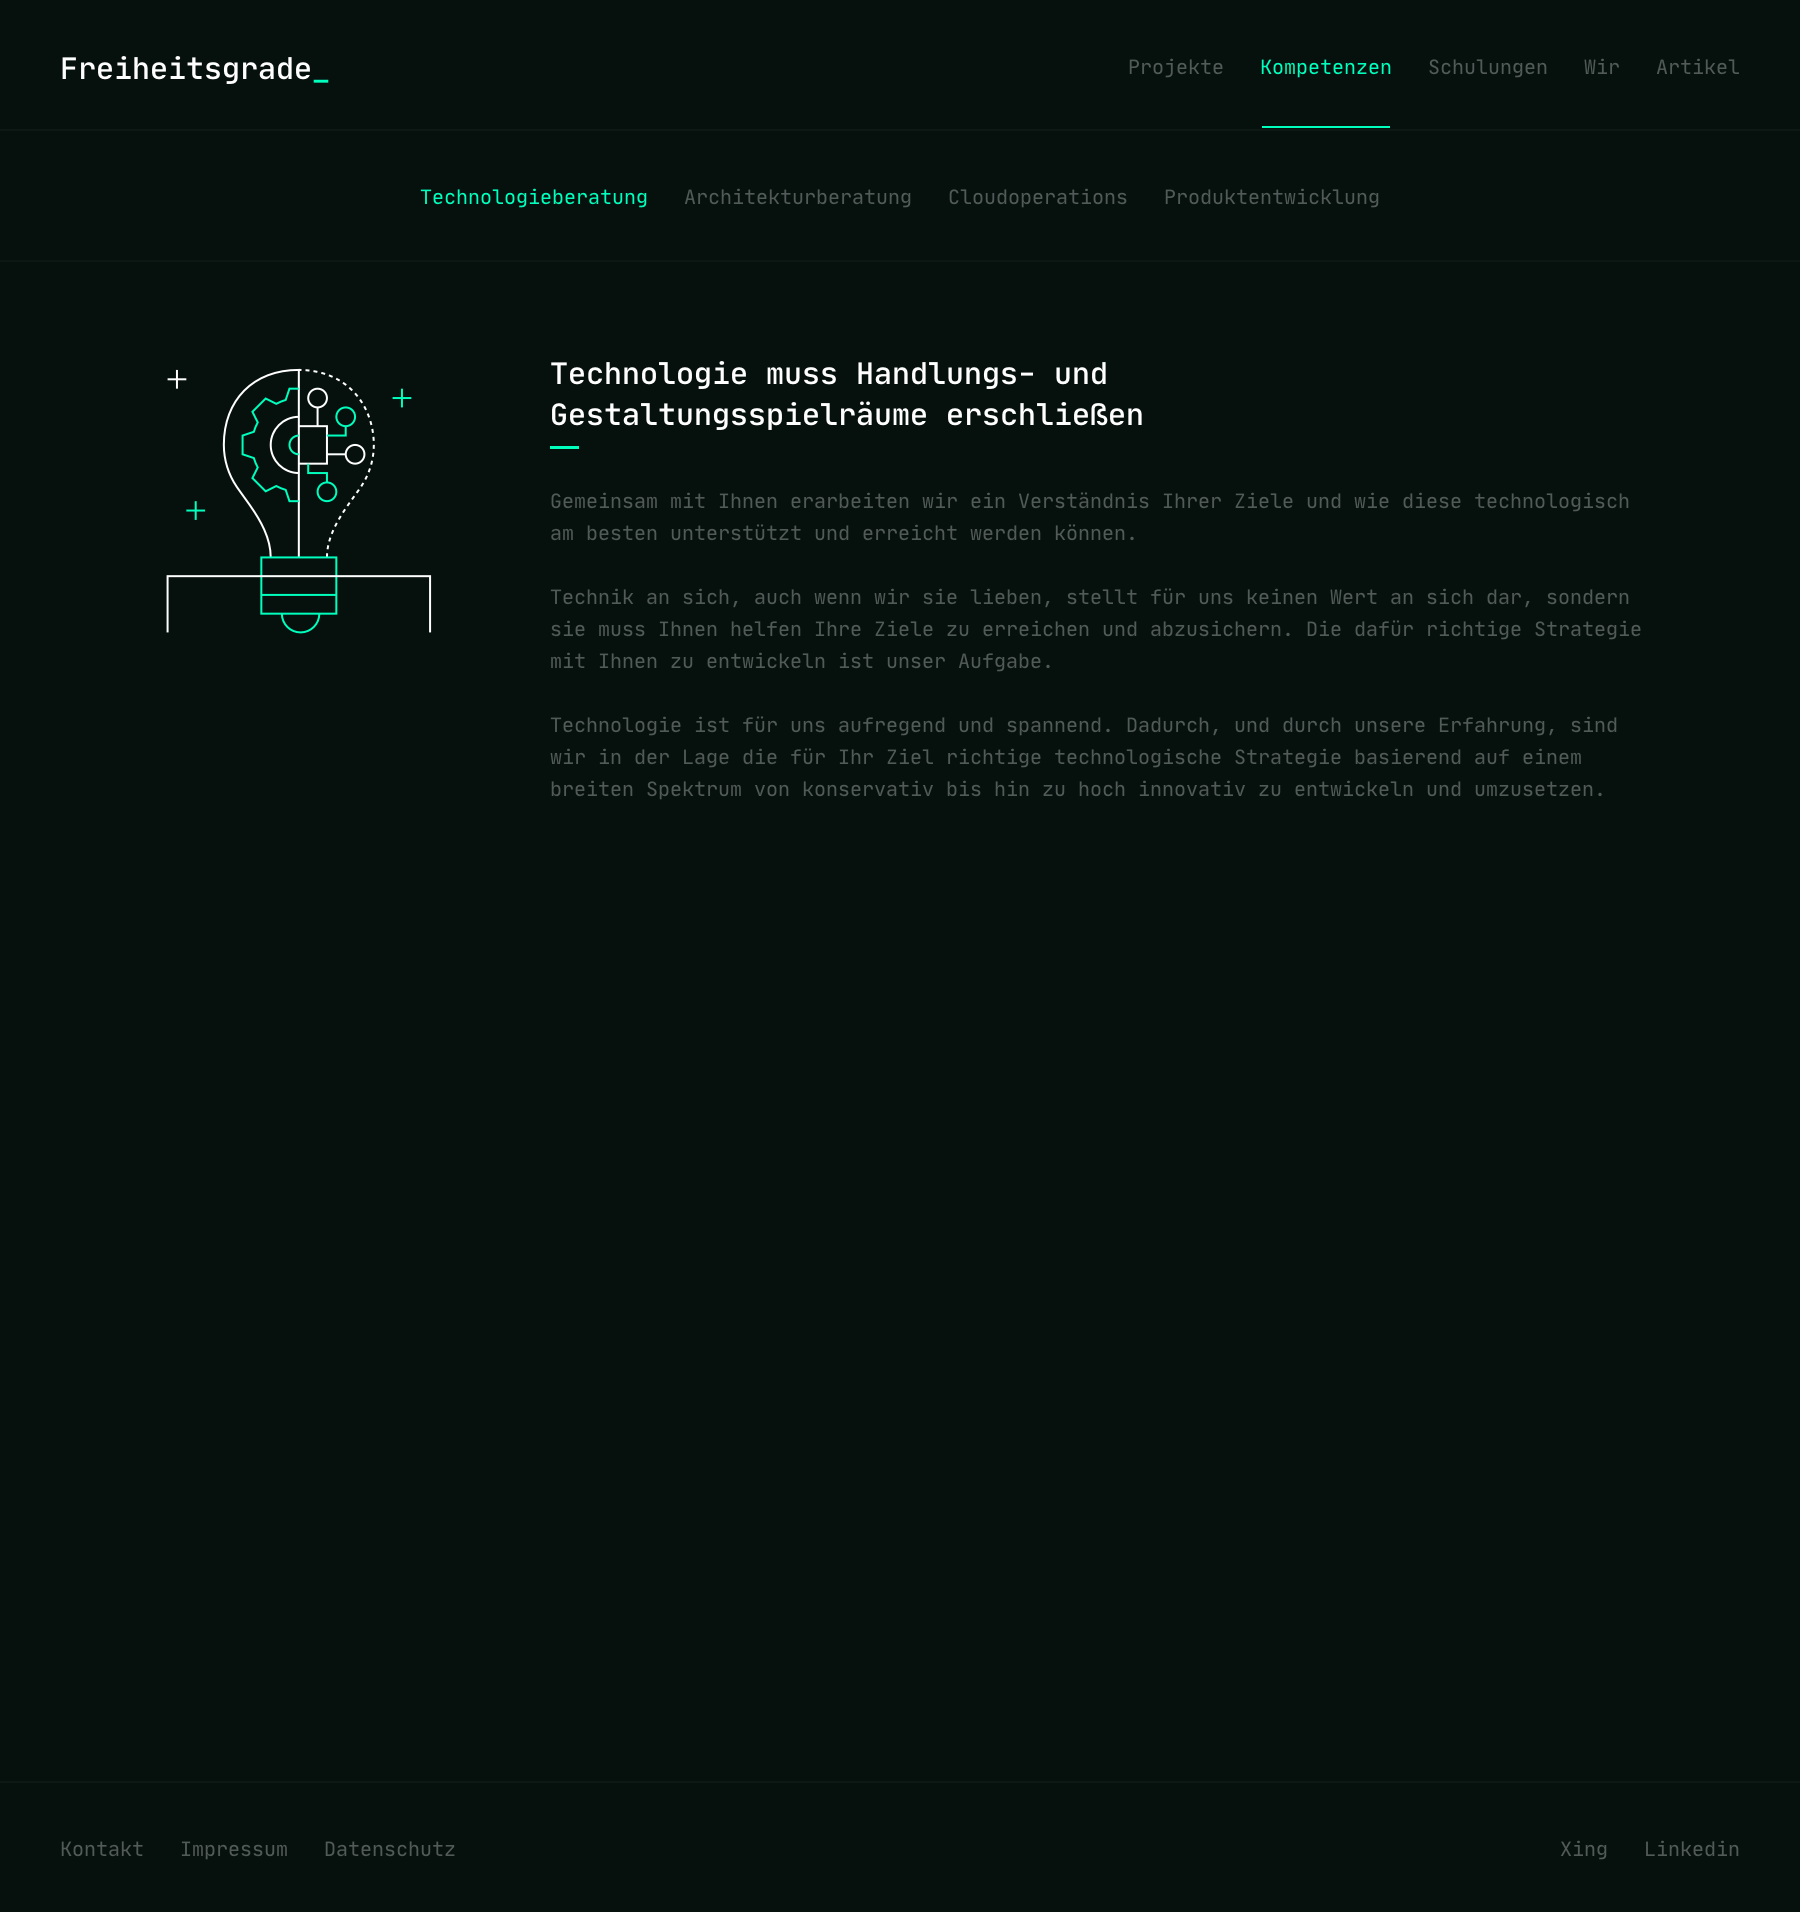 Freiheitsgrade_
Projekte Kompetenzen Schulungen Wir Artikel
Technologieberatung Architekturberatung Cloudoperations Produktentwicklung
Technologie muss Handlungs- und
Gestaltungsspielräume erschließen
Gemeinsam mit Ihnen erarbeiten wir ein Verständnis Ihrer Ziele und wie diese technologisch
am besten unterstützt und erreicht werden können.
Technik an sich, auch wenn wir sie lieben, stellt für uns keinen Wert an sich dar, sondern
sie muss Ihnen helfen Ihre Ziele zu erreichen und abzusichern. Die dafür richtige Strategie
mit Ihnen zu entwickeln ist unser Aufgabe.
Technologie ist für uns aufregend und spannend. Dadurch, und durch unsere Erfahrung, sind
wir in der Lage die für Ihr Ziel richtige technologische Strategie basierend auf einem
breiten Spektrum von konservativ bis hin zu hoch innovativ zu entwickeln und umzusetzen.
Kontakt Impressum Datenschutz
Xing Linkedin